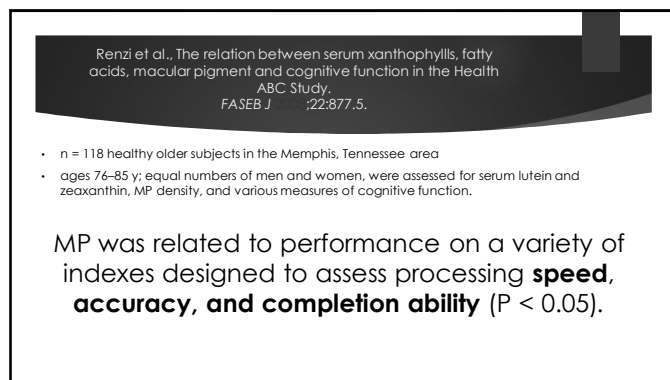 Renzi et al., The relation between serum xanthophyllls, fatty
acids, macular pigment and cognitive function in the Health
ABC Study.
FASEB J 2008;22:877.5.
• n = 118 healthy older subjects in the Memphis, Tennessee area
• ages 76–85 y; equal numbers of men and women, were assessed for serum lutein and
zeaxanthin, MP density, and various measures of cognitive function.
MP was related to performance on a variety of
indexes designed to assess processing speed,
accuracy, and completion ability (P < 0.05).